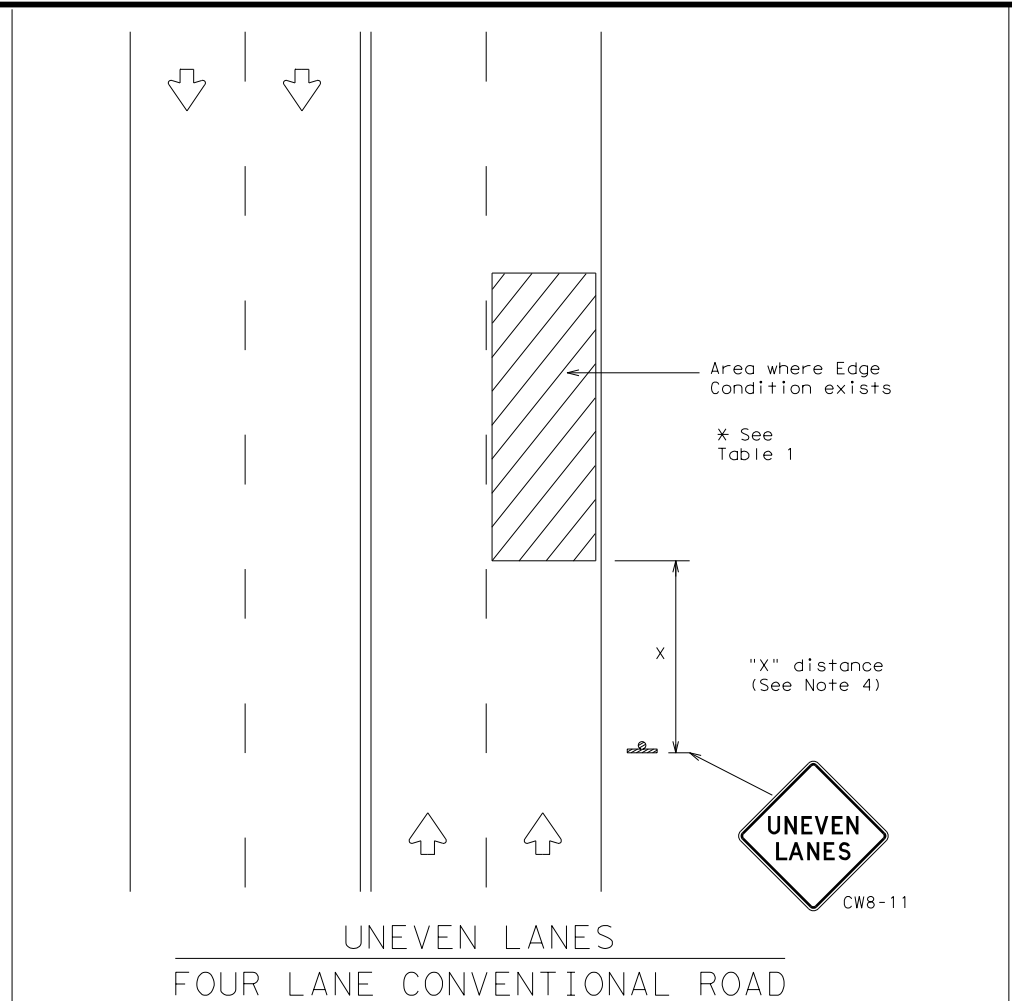 Area where Edge
Condition exists
* See
Table 1
X
"X" distance
(See Note 4)
UNEVEN
LANES
CW8-11
UNEVEN LANES
FOUR LANE CONVENTIONAL ROAD